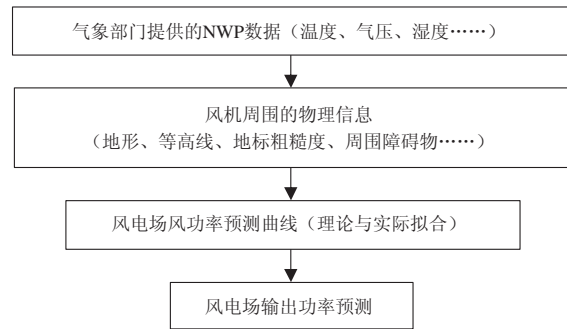 气象部门提供的NWP数据（温度、气压、湿度……）
风机周围的物理信息
（地形、等高线、地标粗糙度、周围障碍物……）
风电场风功率预测曲线（理论与实际拟合）
风电场输出功率预测